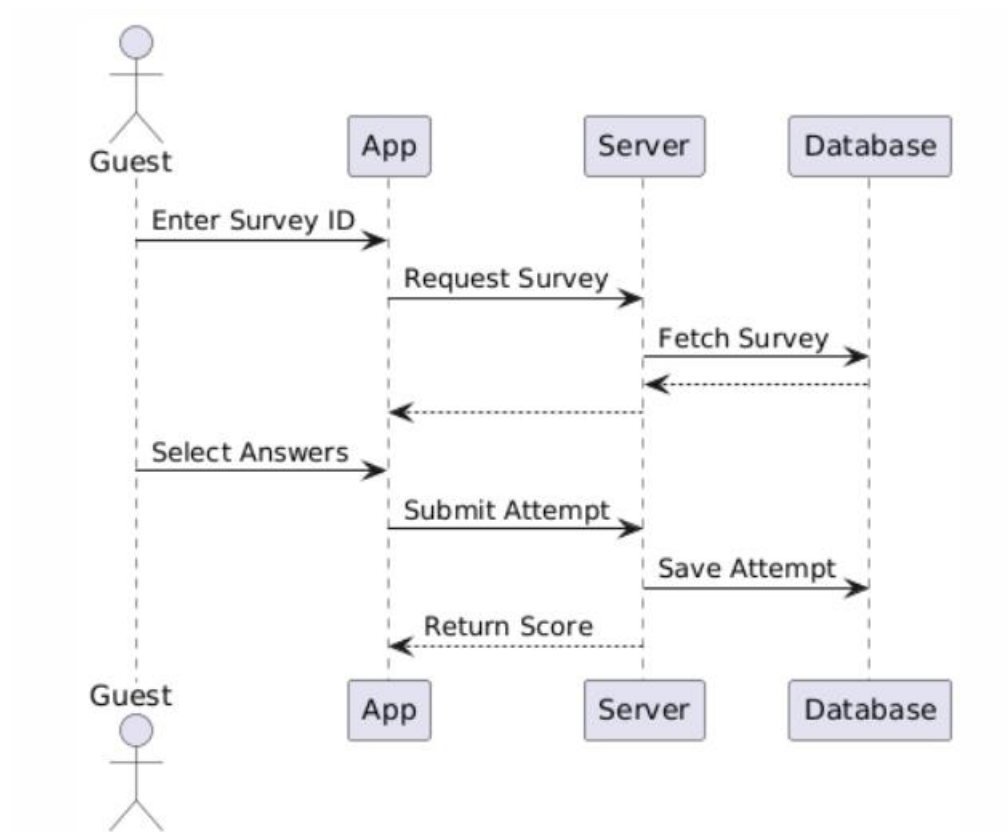 Guest
App
Server
Database
Enter Survey ID
Request Survey
Fetch Survey
Select Answers
Submit Attempt
Save Attempt
Return Score
Guest
App
Server
Database